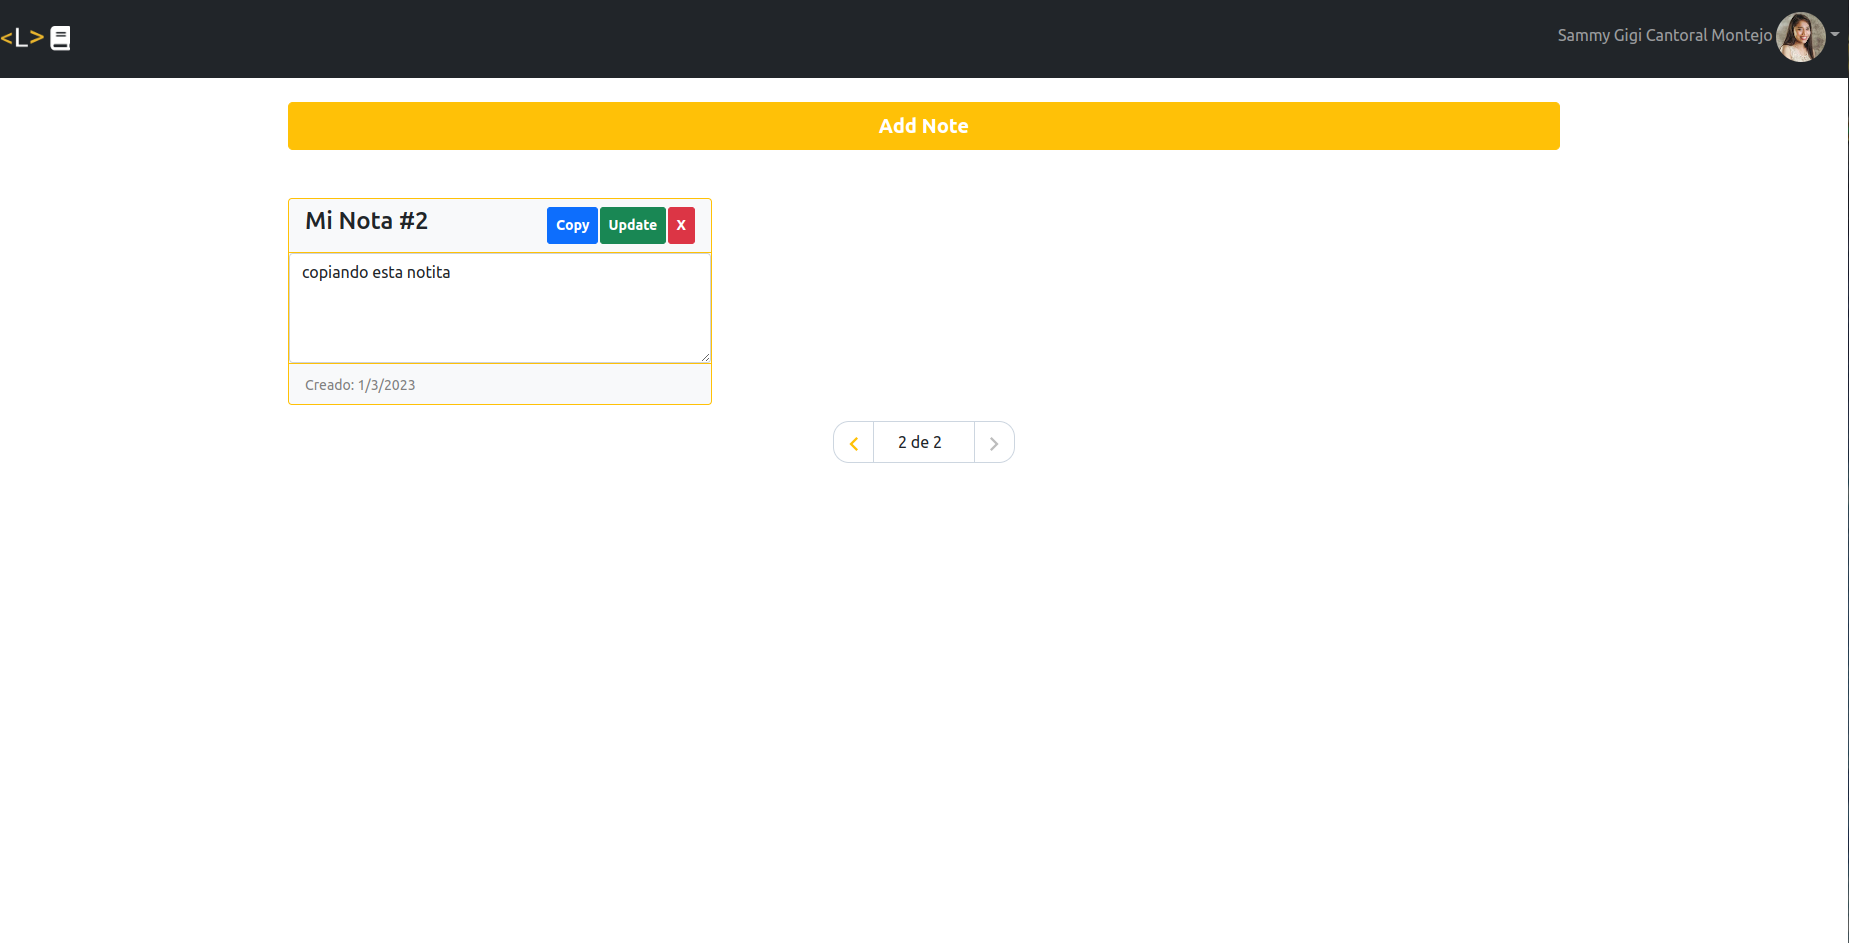 <L>
Sammy Gigi Cantoral Montejo
Add Note
Mi Nota #2
Copy
Update
X
copiando esta notita
Creado: 1/3/2023
2 de 2